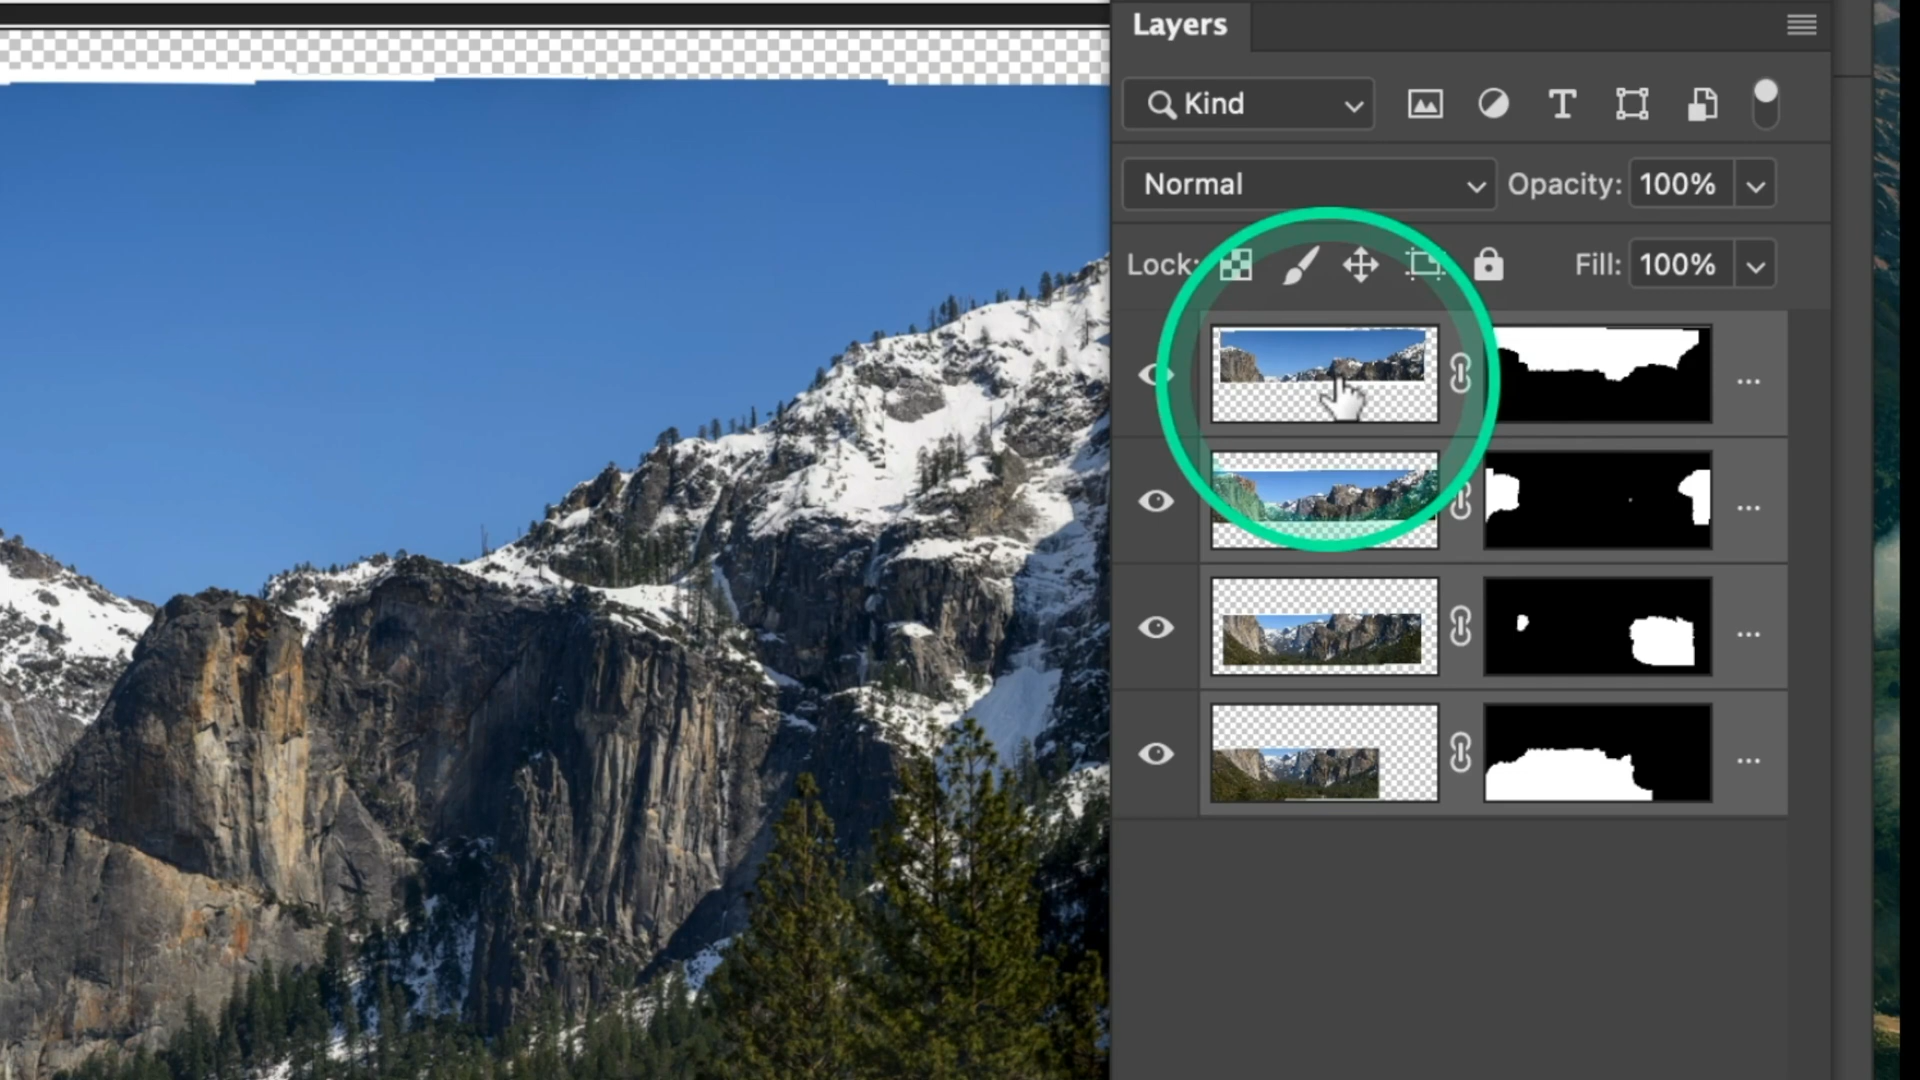 Layers
Kind
Normal Opacity: 100%
Lock: Fill: 100%
...
...
...
...